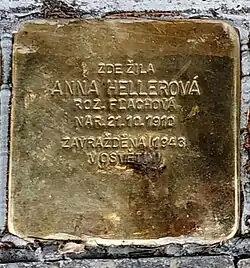 ZDE ŽILA
ANNA HELLEROVÁ
ROZ. FLACHOVÁ
NAR. 21.10.1910
ZAVRAŽDĚNA 1943
V OSVĚTIMI